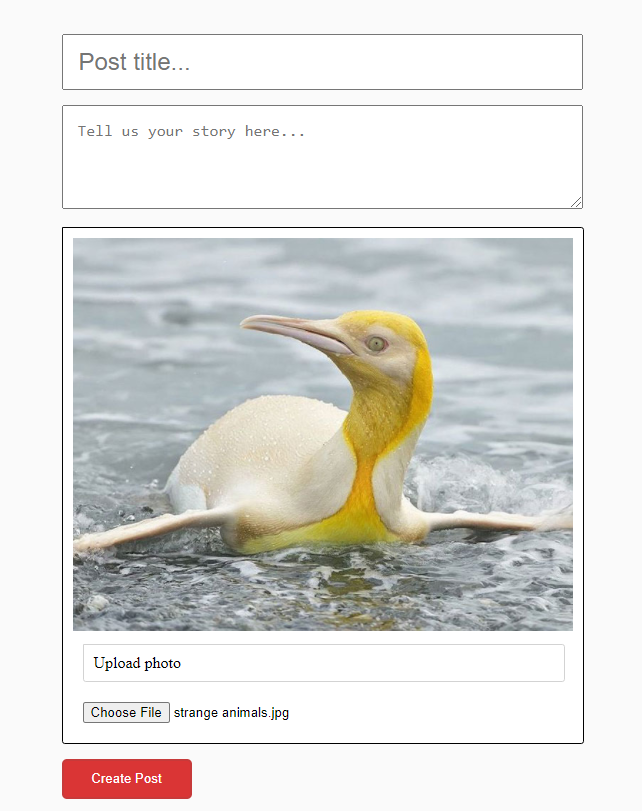 Post title...
Tell us your story here...
Upload photo
Choose File strange animals.jpg
Create Post